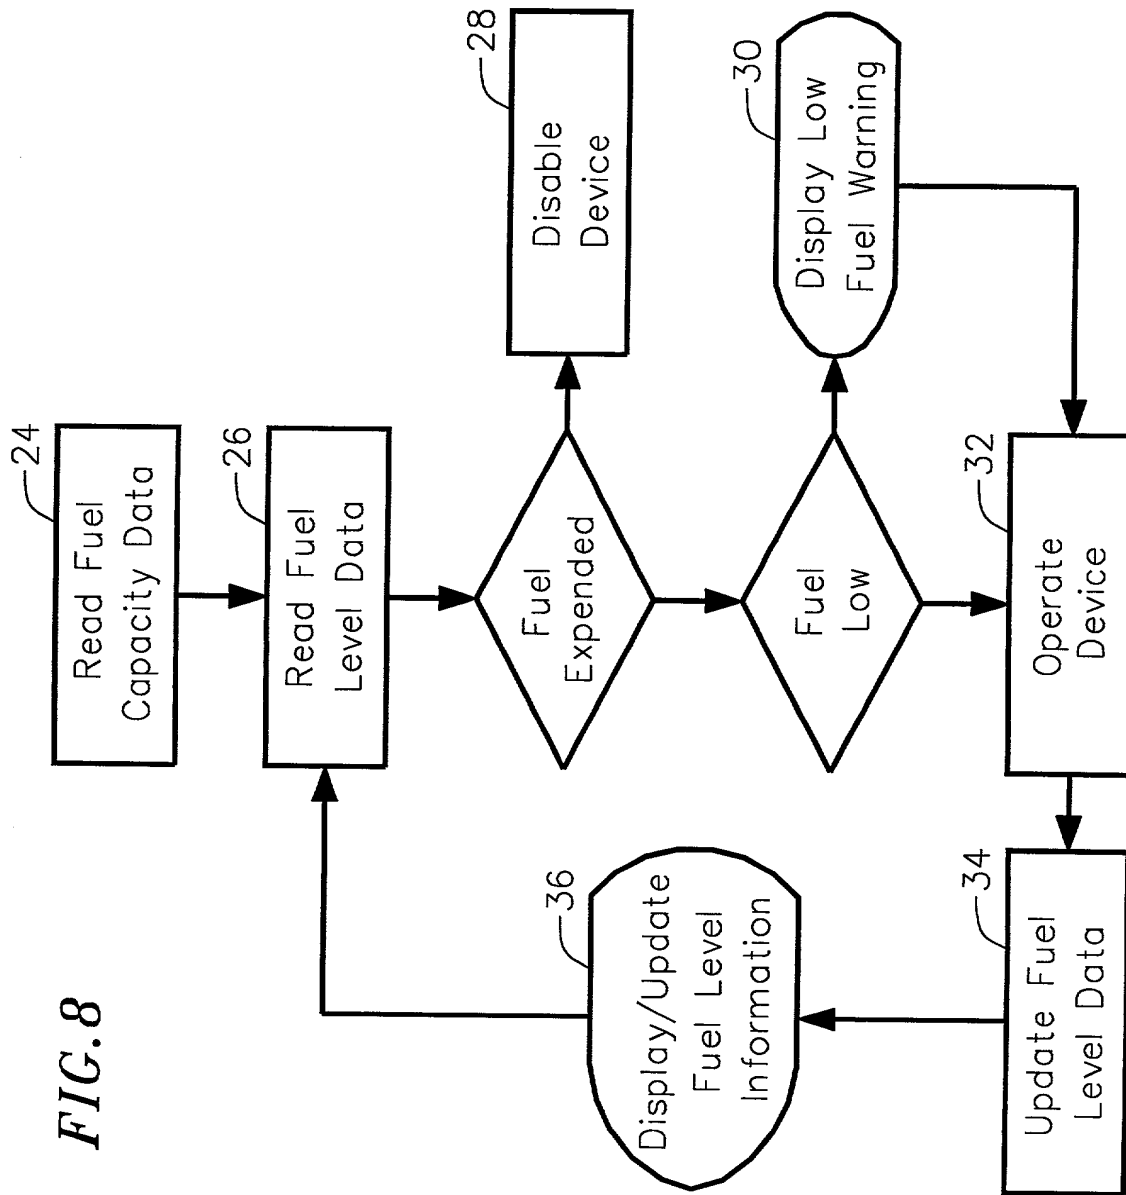 FIG.8
24
Read Fuel
Capacity Data
26
Read Fuel
Level Data
Fuel
Expended
28
Disable
Device
Fuel
Low
30
Display Low
Fuel Warning
32
Operate
Device
34
Update Fuel
Level Data
36
Display/Update
Fuel Level
Information